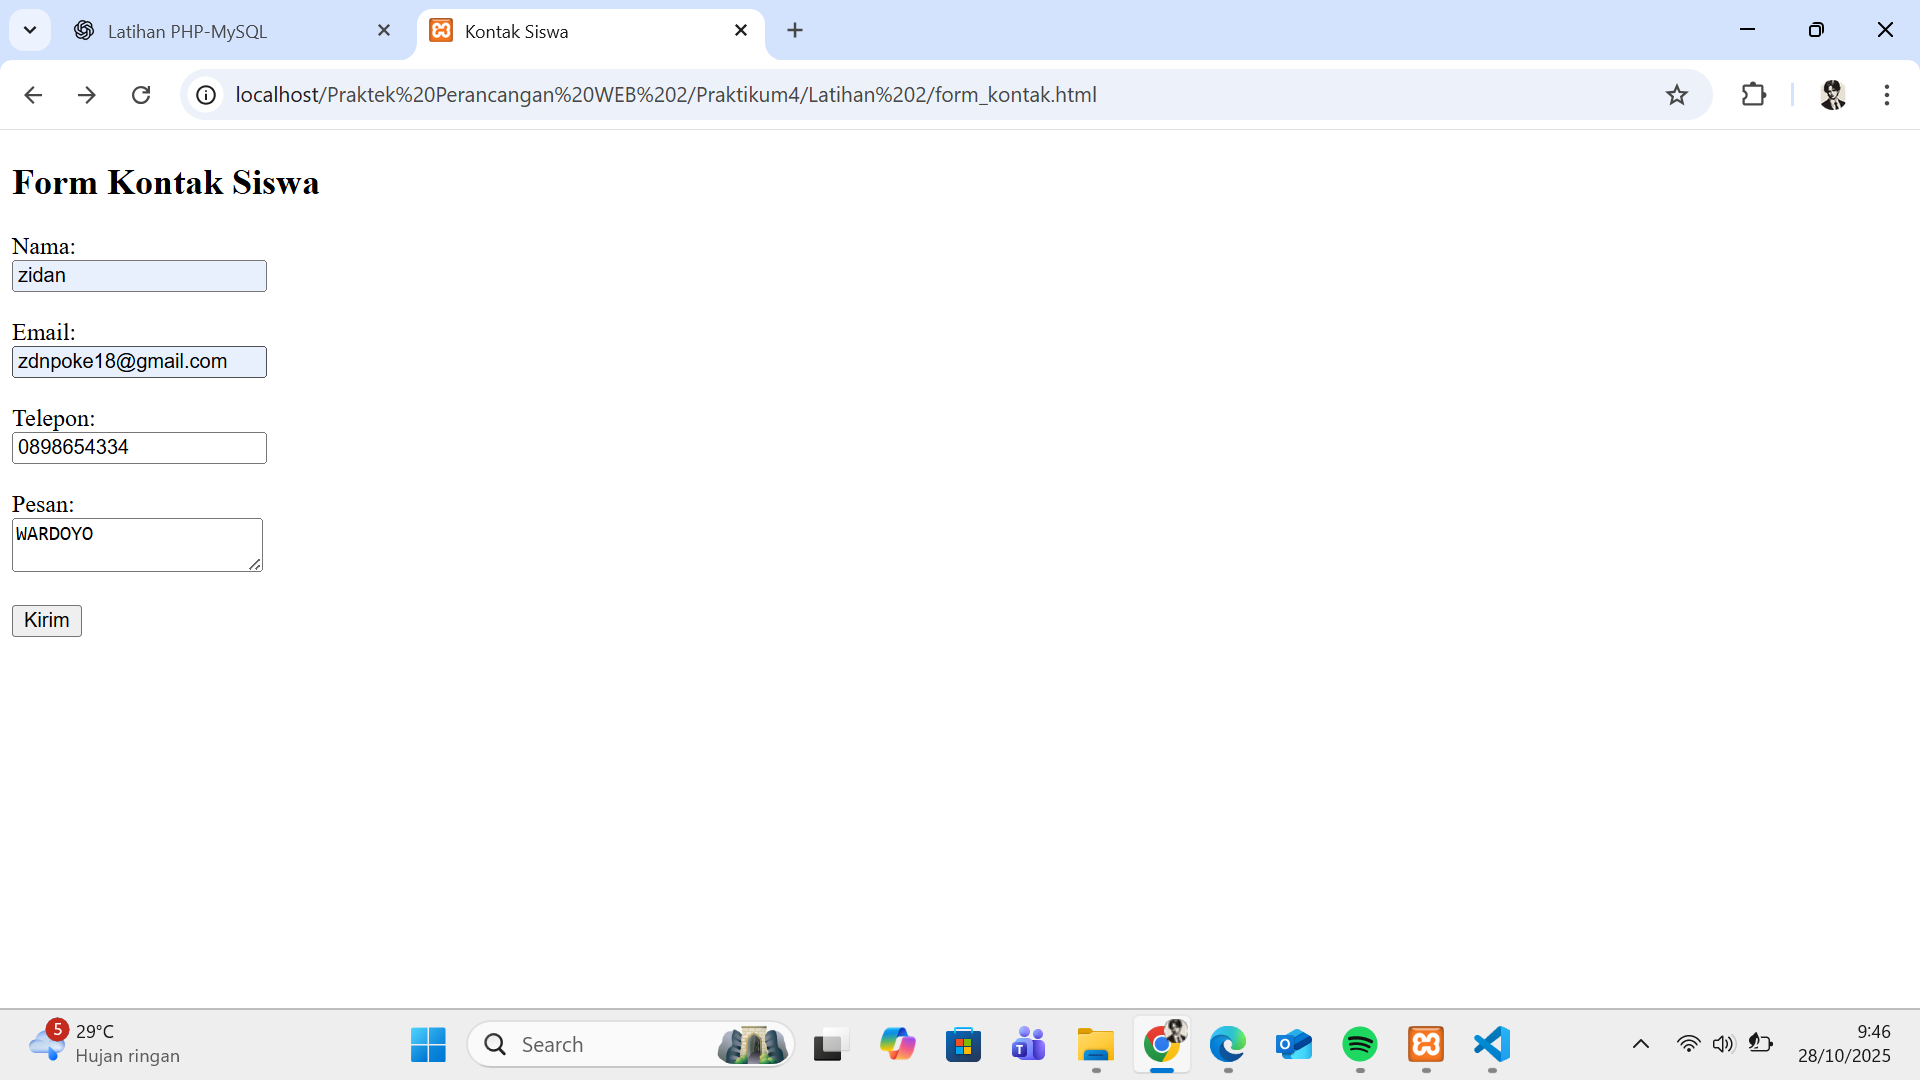 Latihan PHP-MySQL
Kontak Siswa
localhost/Praktek%20Perancangan%20WEB%202/Praktikum4/Latihan%202/form_kontak.html
Form Kontak Siswa
Nama:
zidan
Email:
zdnpoke18@gmail.com
Telepon:
0898654334
Pesan:
WARDOYO
Kirim
5
29°C
Hujan ringan
Search
9:46
28/10/2025